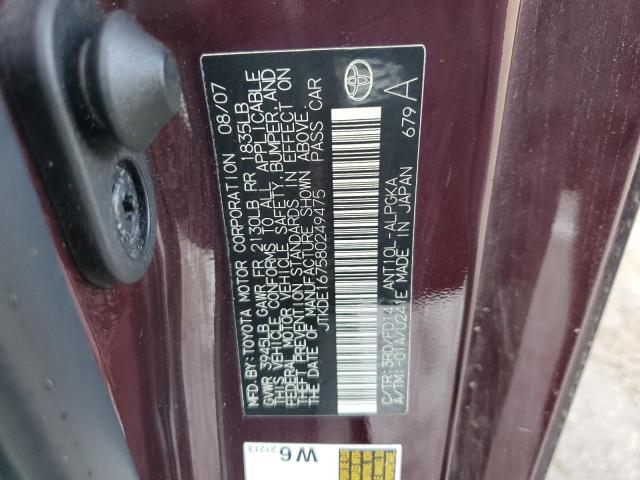 MFD. BY: TOYOTA MOTOR CORPORATION 08/07
GVWR 3945LB GAWR FR 2130LB RR 1835LB
THIS VEHICLE CONFORMS TO ALL APPLICABLE
FEDERAL MOTOR VEHICLE SAFETY, BUMPER, AND
THEFT PREVENTION STANDARDS IN EFFECT ON
THE DATE OF MANUFACTURE SHOWN ABOVE.
JTKDE167580249475 PASS. CAR
C/TR: 3R0/FD14 ANT10L-ALPGKA
A/TM: -01A/U241E MADE IN JAPAN 679 A
W6
21213